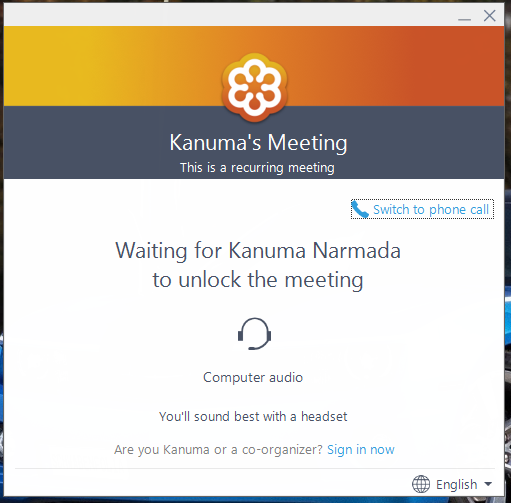 Kanuma's Meeting
This is a recurring meeting
Switch to phone call
Waiting for Kanuma Narmada
to unlock the meeting
Computer audio
You'll sound best with a headset
Are you Kanuma or a co-organizer? Sign in now
English